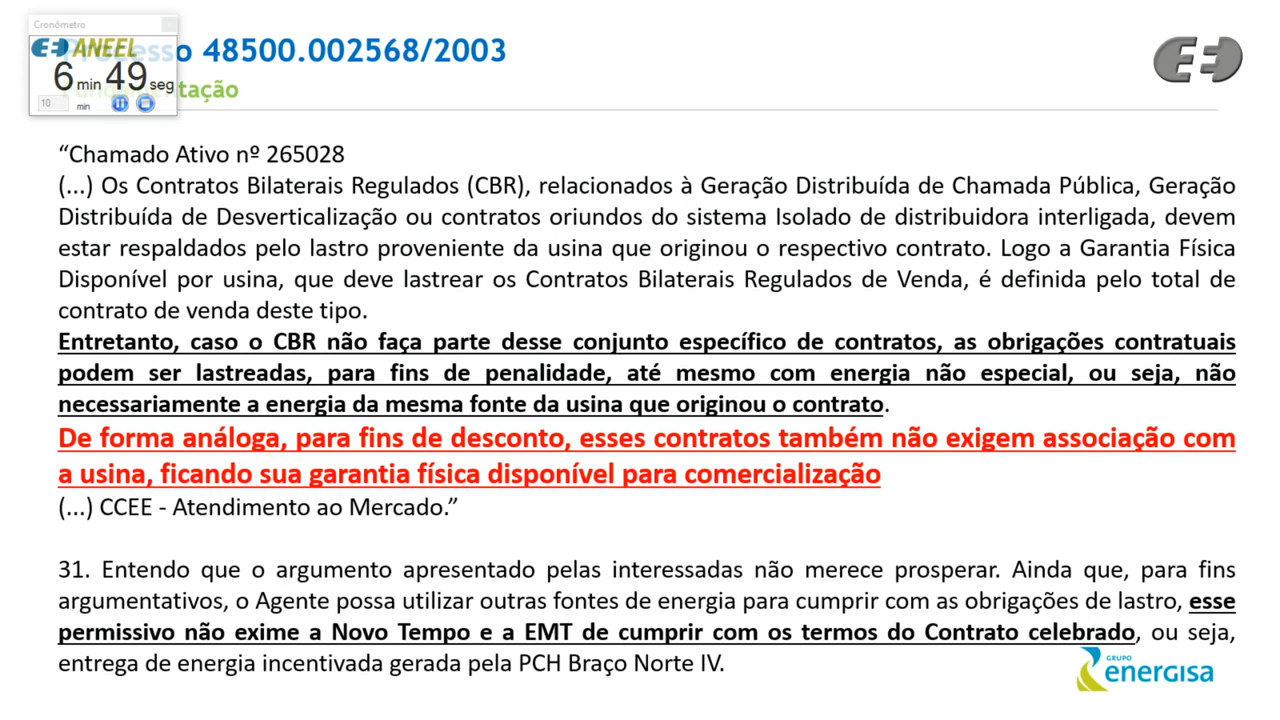 Cronômetro
ANEEL
Processo 48500.002568/2003
6 min 49 seg
10
min
tação
“Chamado Ativo nº 265028
(...) Os Contratos Bilaterais Regulados (CBR), relacionados à Geração Distribuída de Chamada Pública, Geração
Distribuída de Desverticalização ou contratos oriundos do sistema Isolado de distribuidora interligada, devem
estar respaldados pelo lastro proveniente da usina que originou o respectivo contrato. Logo a Garantia Física
Disponível por usina, que deve lastrear os Contratos Bilaterais Regulados de Venda, é definida pelo total de
contrato de venda deste tipo.
Entretanto, caso o CBR não faça parte desse conjunto específico de contratos, as obrigações contratuais
podem ser lastreadas, para fins de penalidade, até mesmo com energia não especial, ou seja, não
necessariamente a energia da mesma fonte da usina que originou o contrato.
De forma análoga, para fins de desconto, esses contratos também não exigem associação com
a usina, ficando sua garantia física disponível para comercialização
(...) CCEE - Atendimento ao Mercado.”
31. Entendo que o argumento apresentado pelas interessadas não merece prosperar. Ainda que, para fins
argumentativos, o Agente possa utilizar outras fontes de energia para cumprir com as obrigações de lastro, esse
permissivo não exime a Novo Tempo e a EMT de cumprir com os termos do Contrato celebrado, ou seja,
entrega de energia incentivada gerada pela PCH Braço Norte IV.
GRUPO
energisa